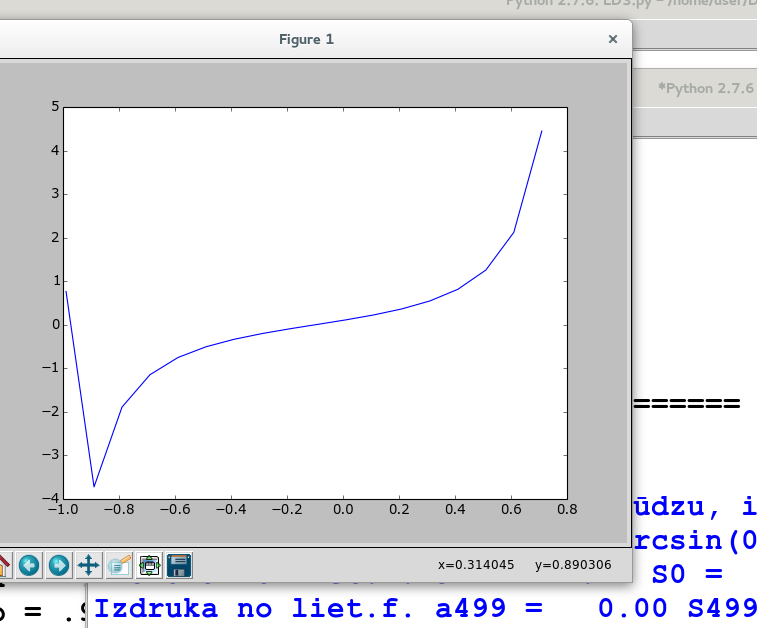 Python 2.7.6: LD3.py - /home/user/D
Figure 1
×
*Python 2.7.6
5
4
3
2
1
0
−1
−2
−3
−4
−1.0 −0.8 −0.6 −0.4 −0.2 0.0 0.2 0.4 0.6 0.8
======
ūdzu, i
rcsin(0
x=0.314045 y=0.890306
S0 =
= .9
Izdruka no liet.f. a499 = 0.00 S499